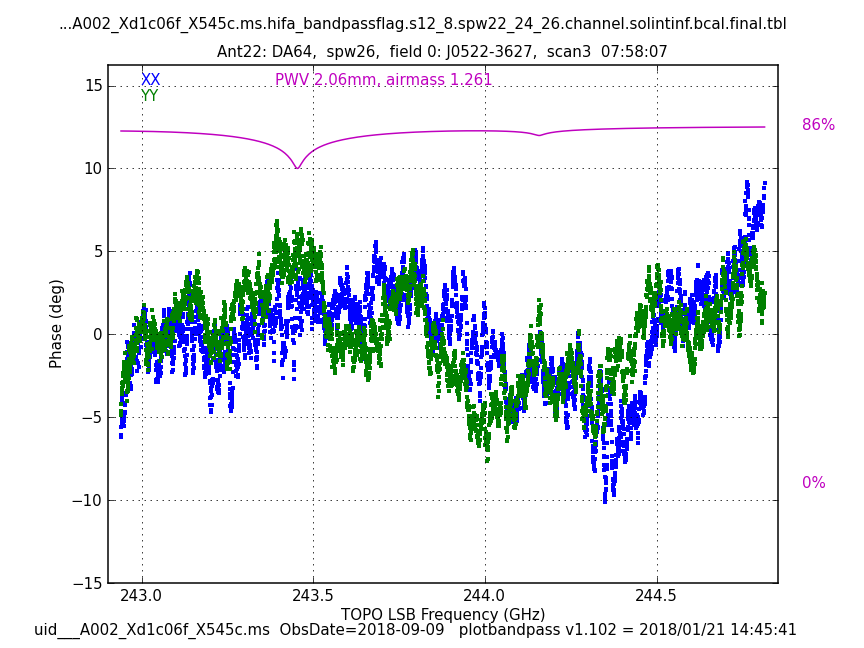 ...A002_Xd1c06f_X545c.ms.hifa_bandpassflag.s12_8.spw22_24_26.channel.solintinf.bcal.final.tbl
Ant22: DA64, spw26, field 0: J0522-3627, scan3 07:58:07
XX
YY
PWV 2.06mm, airmass 1.261
86%
0%
15
10
5
0
−5
−10
−15
Phase (deg)
243.0 243.5 244.0 244.5
TOPO LSB Frequency (GHz)
uid___A002_Xd1c06f_X545c.ms ObsDate=2018-09-09 plotbandpass v1.102 = 2018/01/21 14:45:41